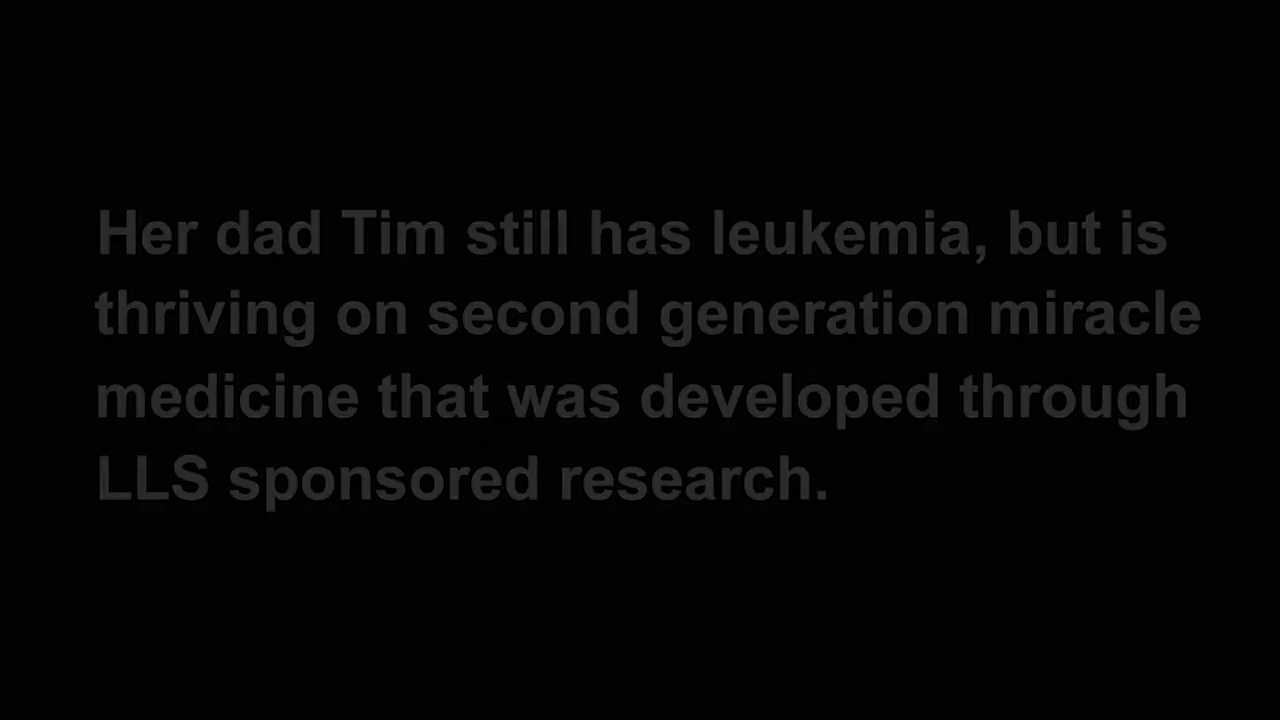 Her dad Tim still has leukemia, but is
thriving on second generation miracle
medicine that was developed through
LLS sponsored research.